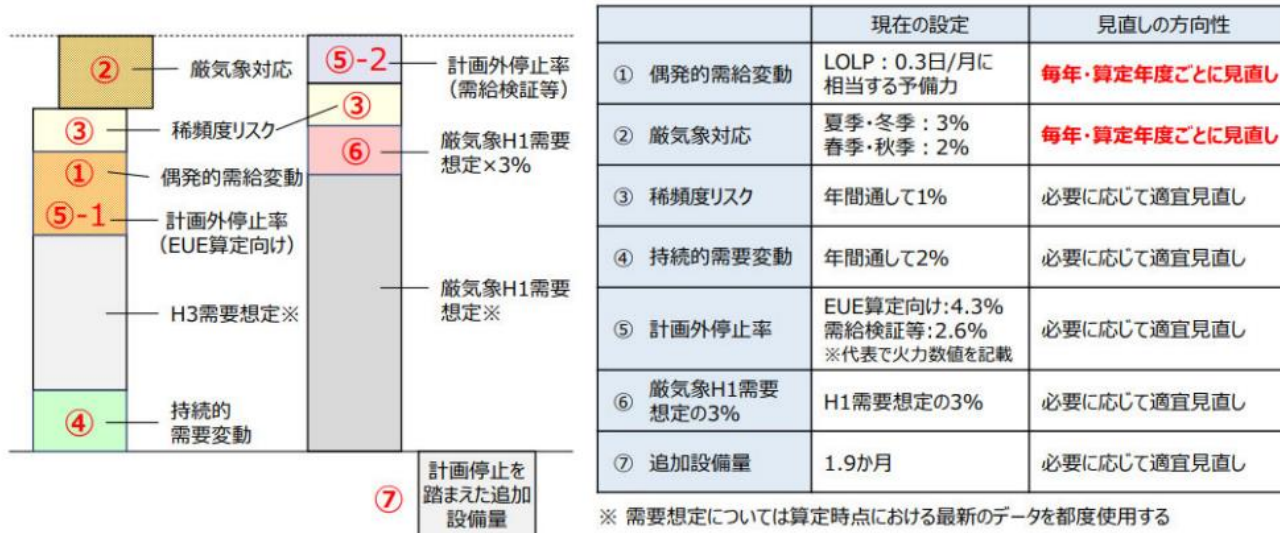 ②
厳気象対応
③
稀頻度リスク
①
偶発的需給変動
⑤-1
計画外停止率
（EUE算定向け）
H3需要想定※
④
持続的
需要変動
⑤-2
計画外停止率
（需給検証等）
③
⑥
厳気象H1需要
想定×3%
厳気象H1需要
想定※
⑦
計画停止を
踏まえた追加
設備量
現在の設定
見直しの方向性
① 偶発的需給変動
LOLP：0.3日/月に
相当する予備力
毎年・算定年度ごとに見直し
② 厳気象対応
夏季・冬季：3%
春季・秋季：2%
毎年・算定年度ごとに見直し
③ 稀頻度リスク
年間通して1%
必要に応じて適宜見直し
④ 持続的需要変動
年間通して2%
必要に応じて適宜見直し
⑤ 計画外停止率
EUE算定向け:4.3%
需給検証等:2.6%
※代表で火力数値を記載
必要に応じて適宜見直し
⑥ 厳気象H1需要
想定の3%
H1需要想定の3%
必要に応じて適宜見直し
⑦ 追加設備量
1.9か月
必要に応じて適宜見直し
※ 需要想定については算定時点における最新のデータを都度使用する